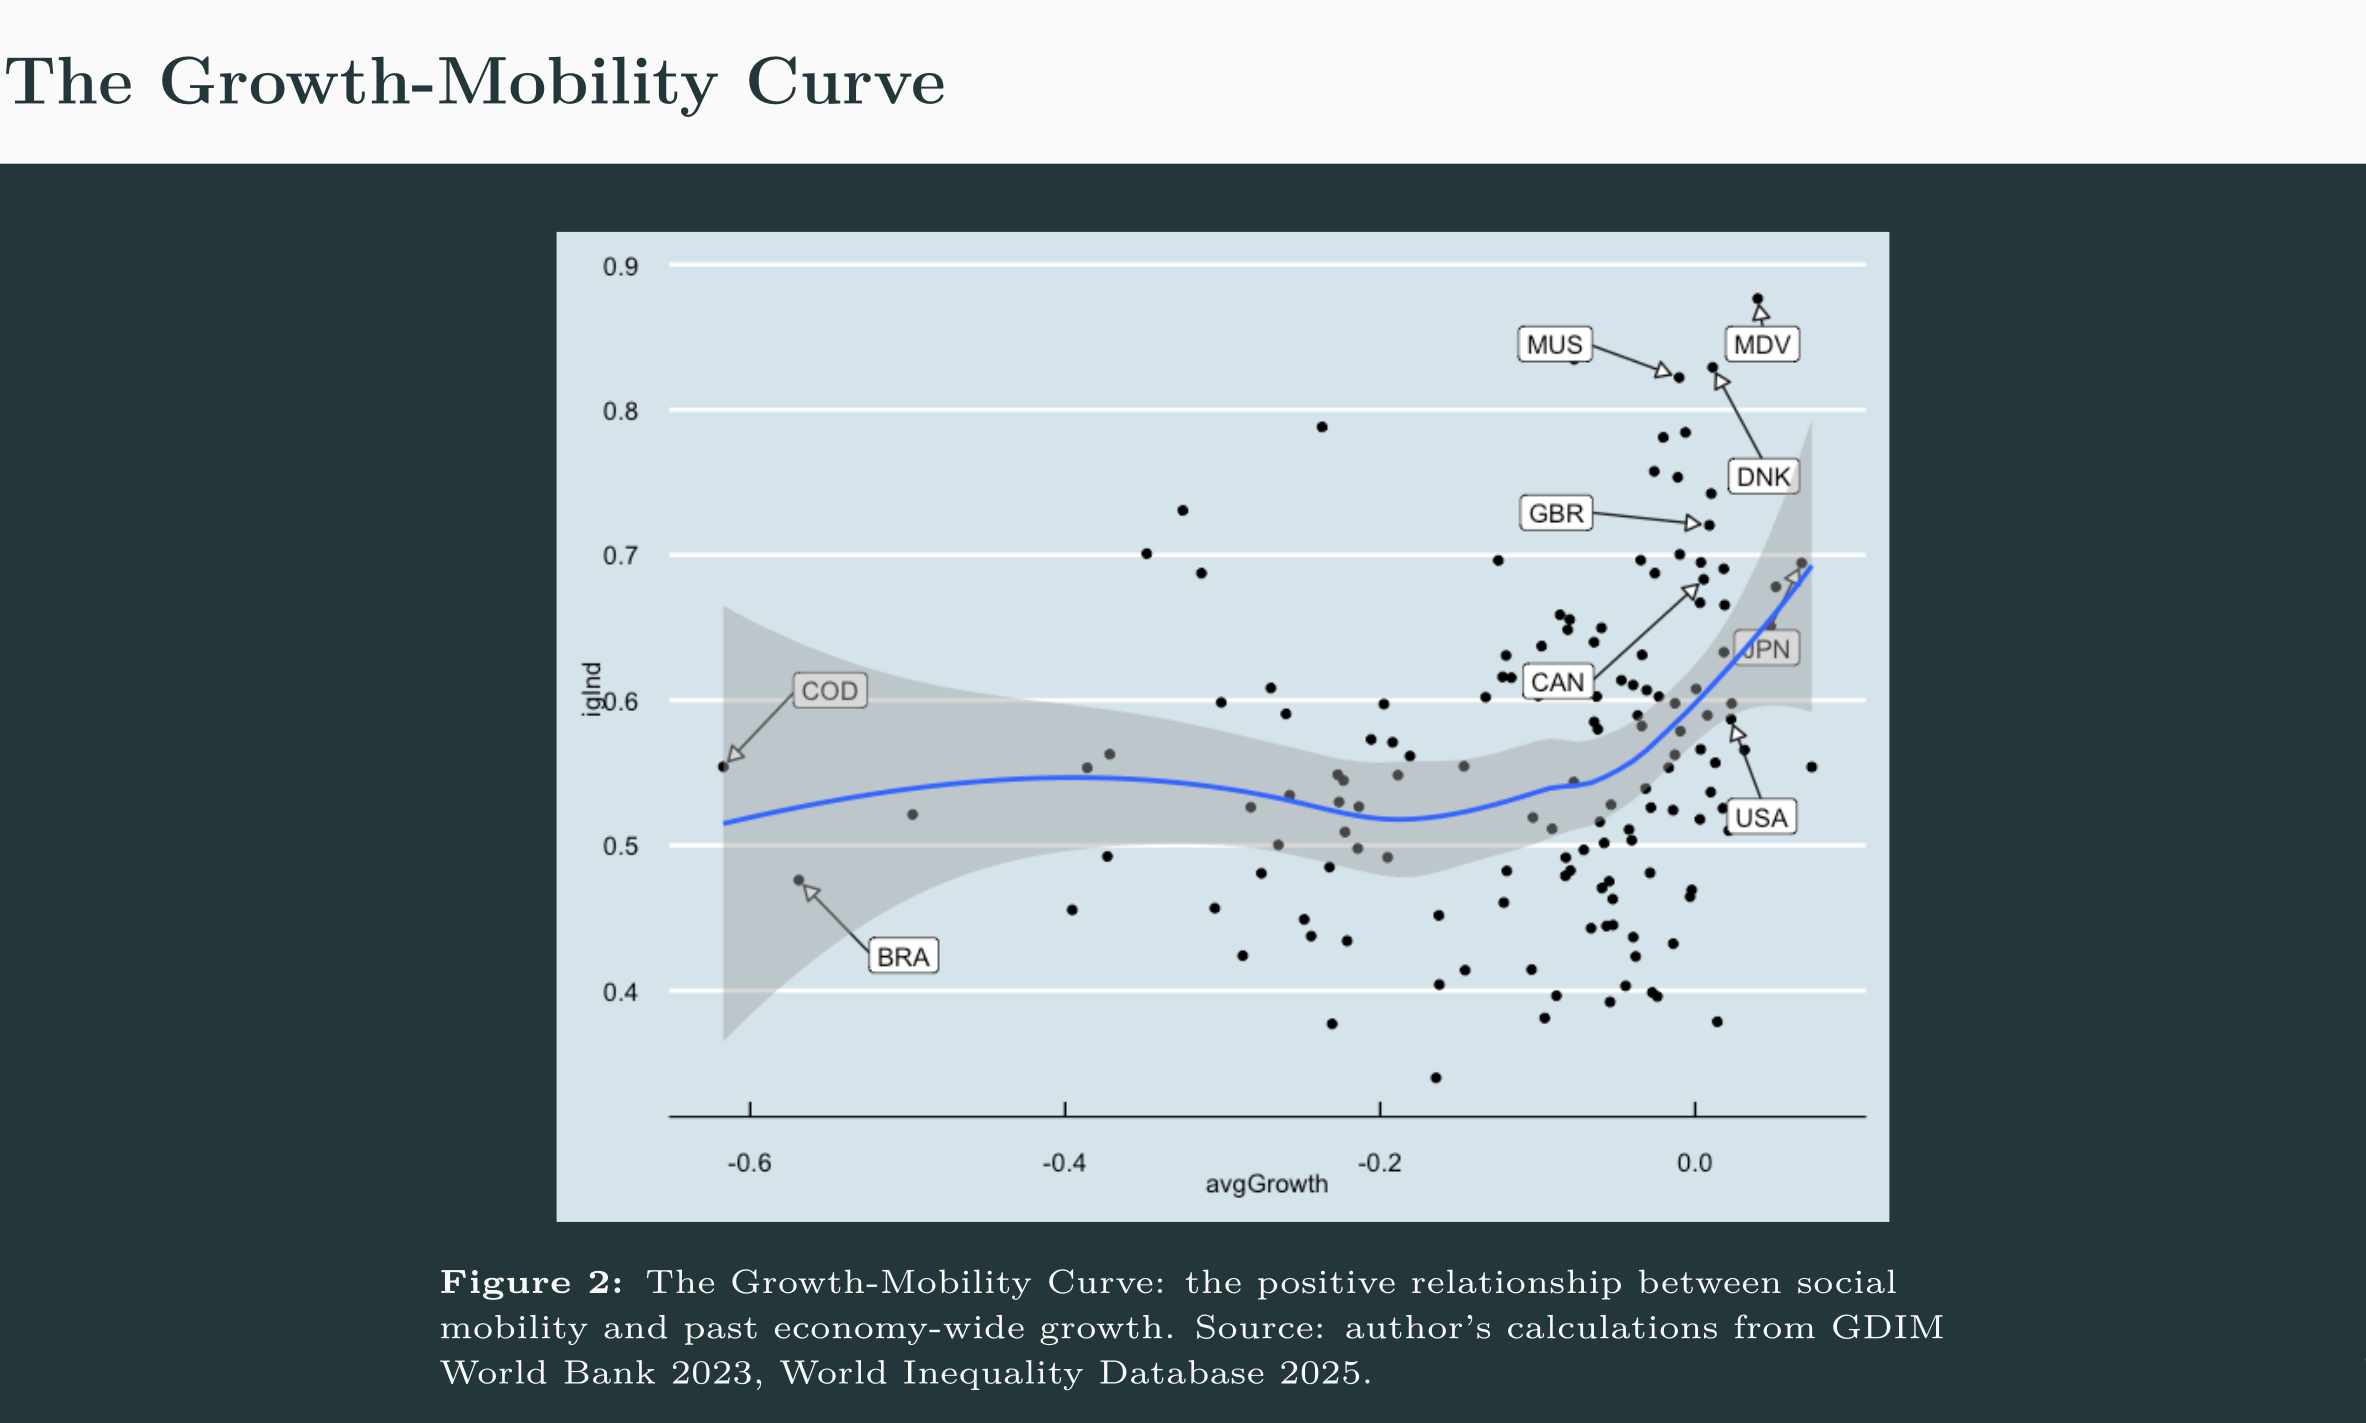 The Growth-Mobility Curve
0.9
MUS
MDV
0.8
DNK
GBR
0.7
JPN
CAN
COD
igInd
0.6
USA
0.5
BRA
0.4
-0.6
-0.4
-0.2
0.0
avgGrowth
Figure 2: The Growth-Mobility Curve: the positive relationship between social
mobility and past economy-wide growth. Source: author's calculations from GDIM
World Bank 2023, World Inequality Database 2025.